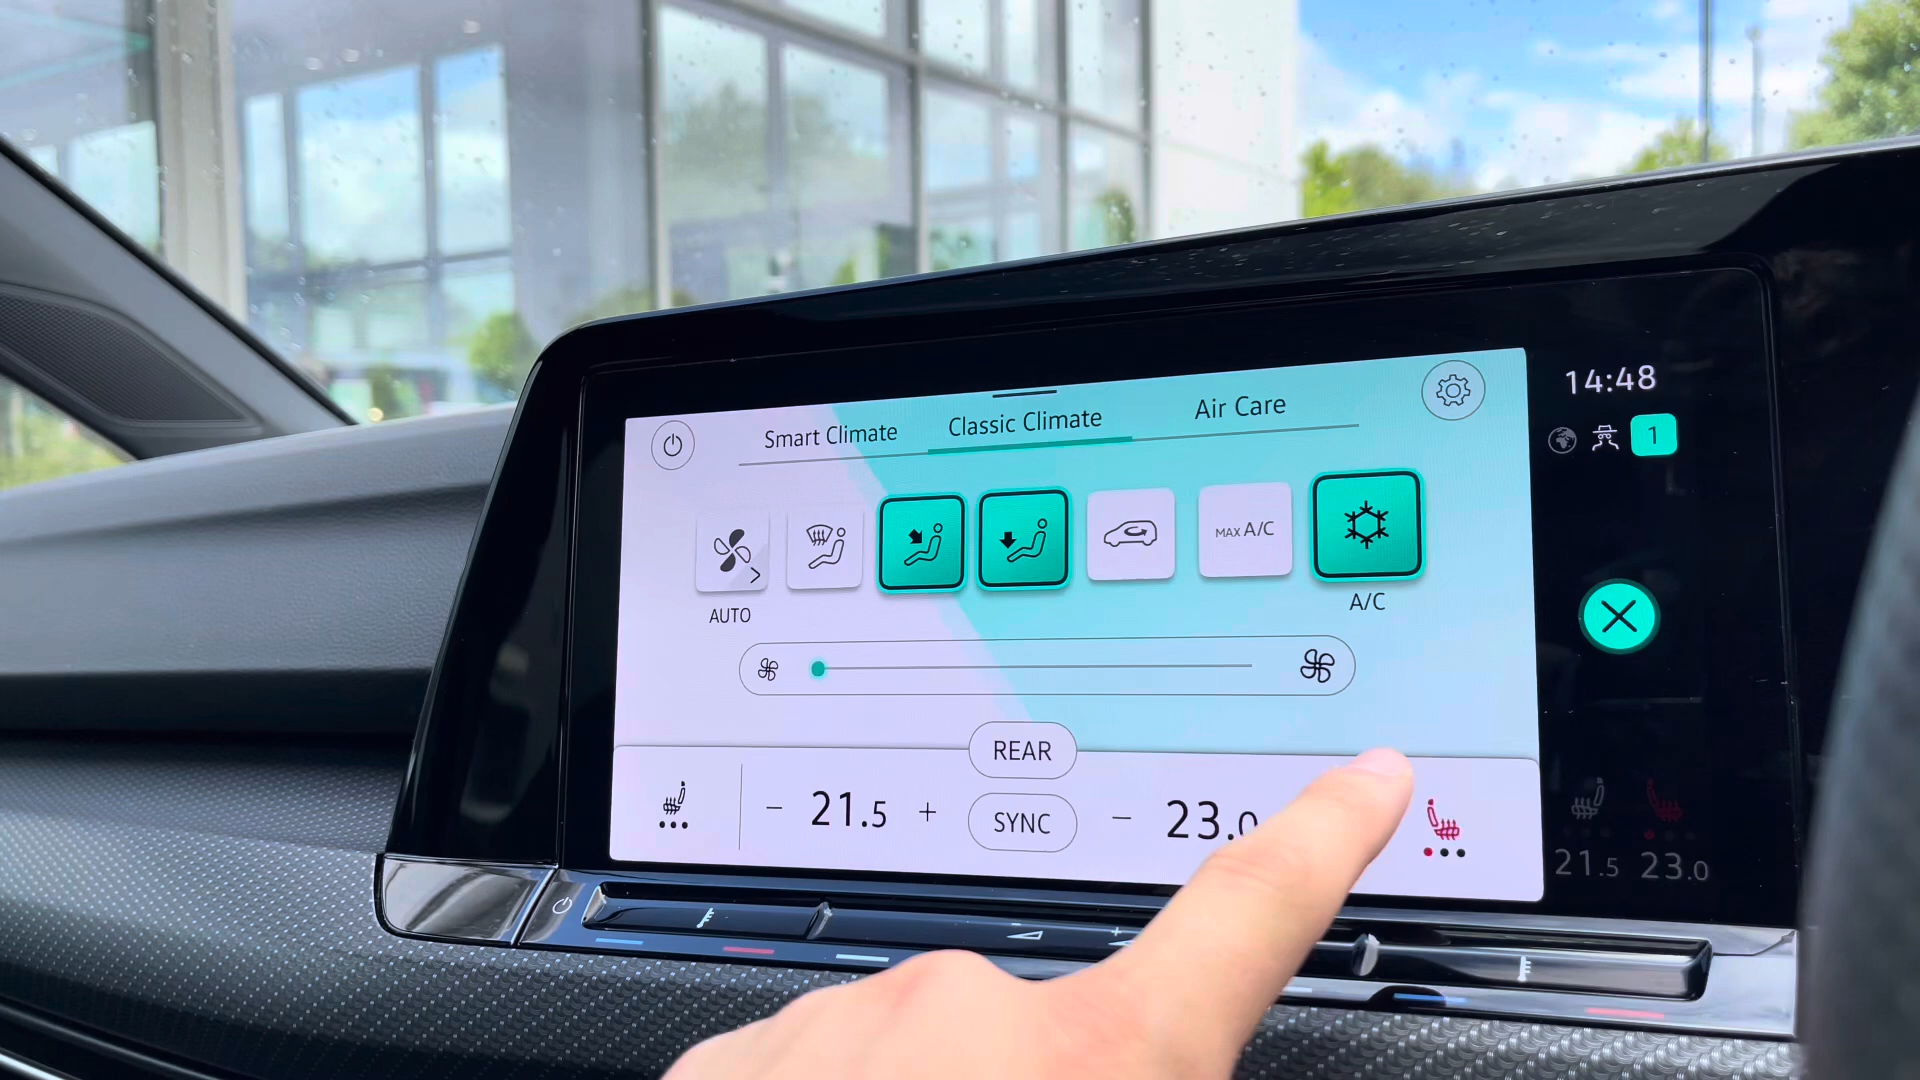 14:48
Smart Climate
Classic Climate
Air Care
1
MAX A/C
AUTO
A/C
REAR
- 21.5 +
SYNC
- 23.0
21.5 23.0
- +